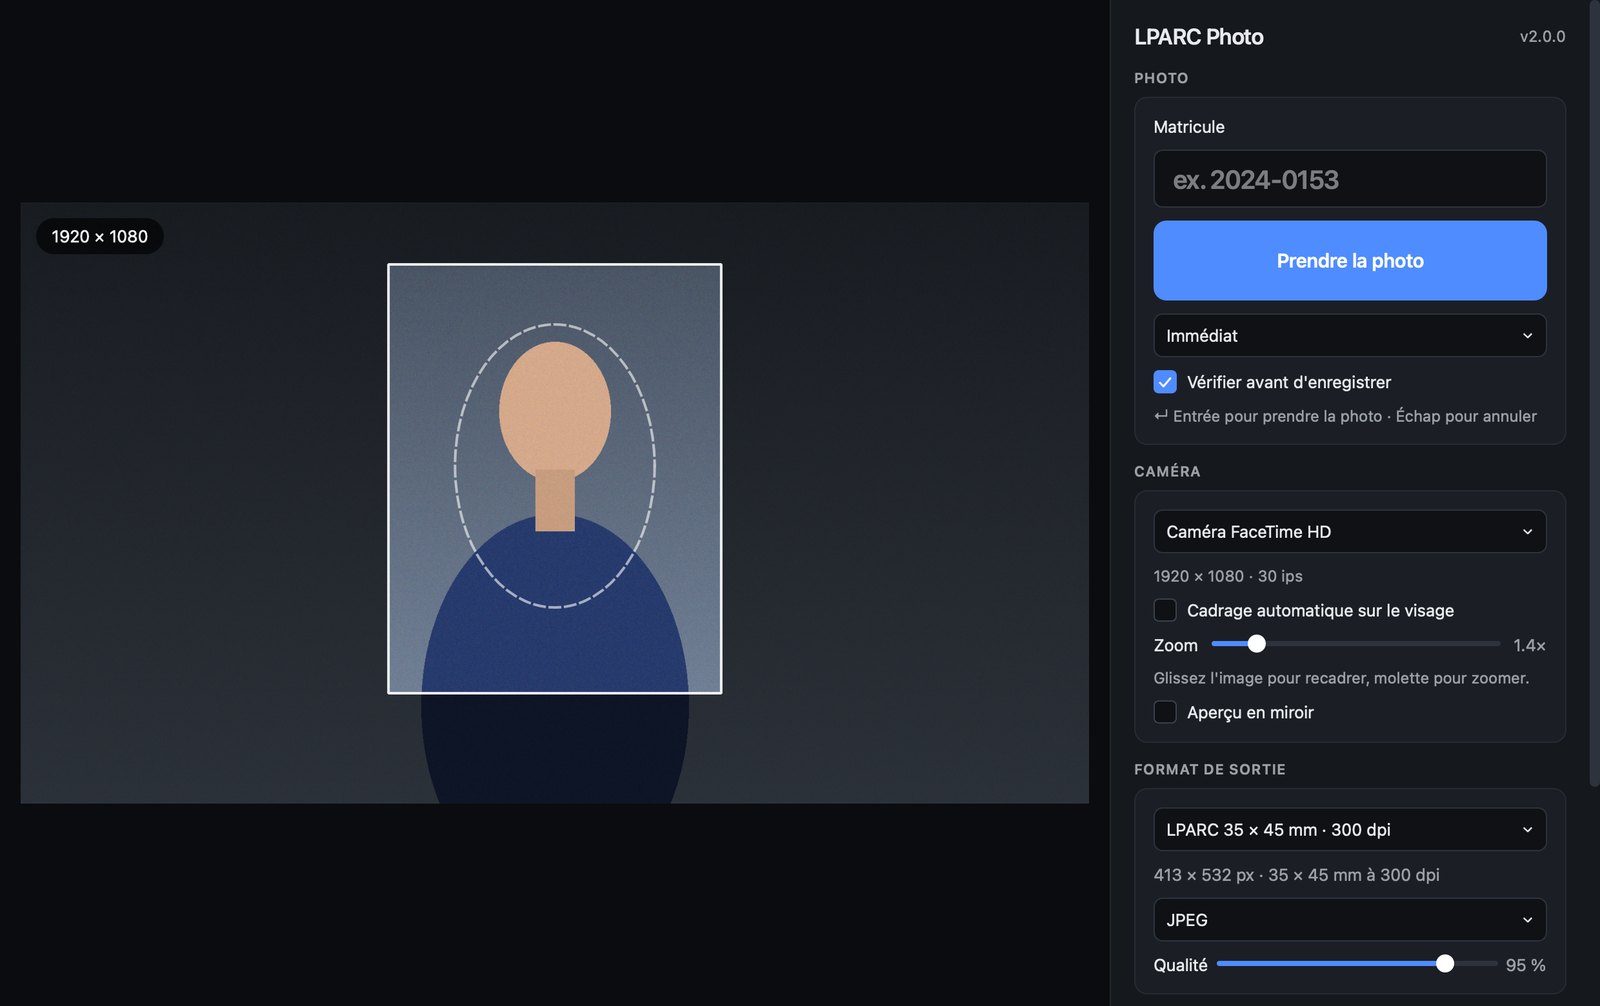 1920 × 1080
LPARC Photo
v2.0.0
PHOTO
Matricule
ex. 2024-0153
Prendre la photo
Immédiat
Vérifier avant d'enregistrer
↵ Entrée pour prendre la photo · Échap pour annuler
CAMÉRA
Caméra FaceTime HD
1920 × 1080 · 30 ips
Cadrage automatique sur le visage
Zoom 1.4×
Glissez l'image pour recadrer, molette pour zoomer.
Aperçu en miroir
FORMAT DE SORTIE
LPARC 35 × 45 mm · 300 dpi
413 × 532 px · 35 × 45 mm à 300 dpi
JPEG
Qualité 95 %